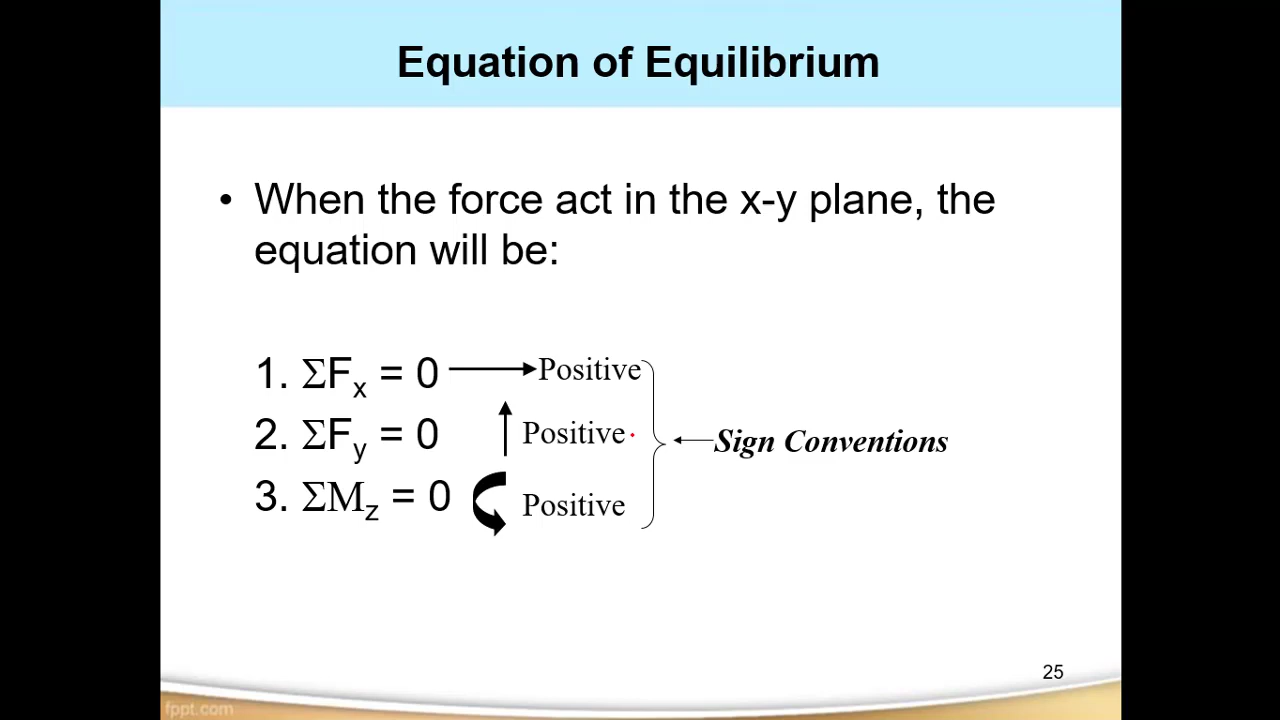 Equation of Equilibrium
• When the force act in the x-y plane, the
equation will be:
1. ΣFx = 0 Positive
2. ΣFy = 0 Positive
Sign Conventions
3. ΣMz = 0 Positive
25
fppt.com